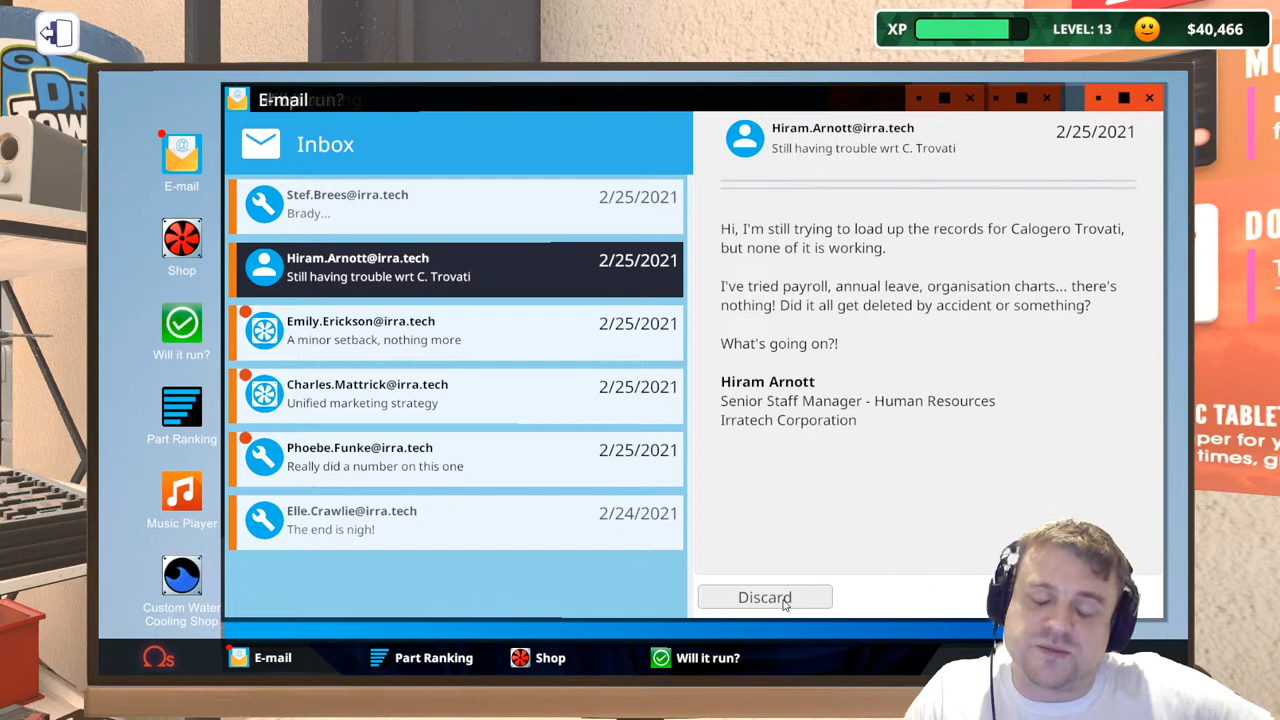 XP
LEVEL: 13
$40,466
E-mail
Inbox
Hiram.Arnott@irra.tech
2/25/2021
Still having trouble wrt C. Trovati
Stef.Brees@irra.tech
2/25/2021
Brady...
Hiram.Arnott@irra.tech
2/25/2021
Still having trouble wrt C. Trovati
Emily.Erickson@irra.tech
2/25/2021
A minor setback, nothing more
Charles.Mattrick@irra.tech
2/25/2021
Unified marketing strategy
Phoebe.Funke@irra.tech
2/25/2021
Really did a number on this one
Elle.Crawlie@irra.tech
2/24/2021
The end is nigh!
Hi, I'm still trying to load up the records for Calogero Trovati,
but none of it is working.
I've tried payroll, annual leave, organisation charts... there's
nothing! Did it all get deleted by accident or something?
What's going on?!
Hiram Arnott
Senior Staff Manager - Human Resources
Irratech Corporation
Discard
E-mail
Shop
Will it run?
Part Ranking
Music Player
Custom Water
Cooling Shop
E-mail
Part Ranking
Shop
Will it run?
C TABLET
per for y
times, g